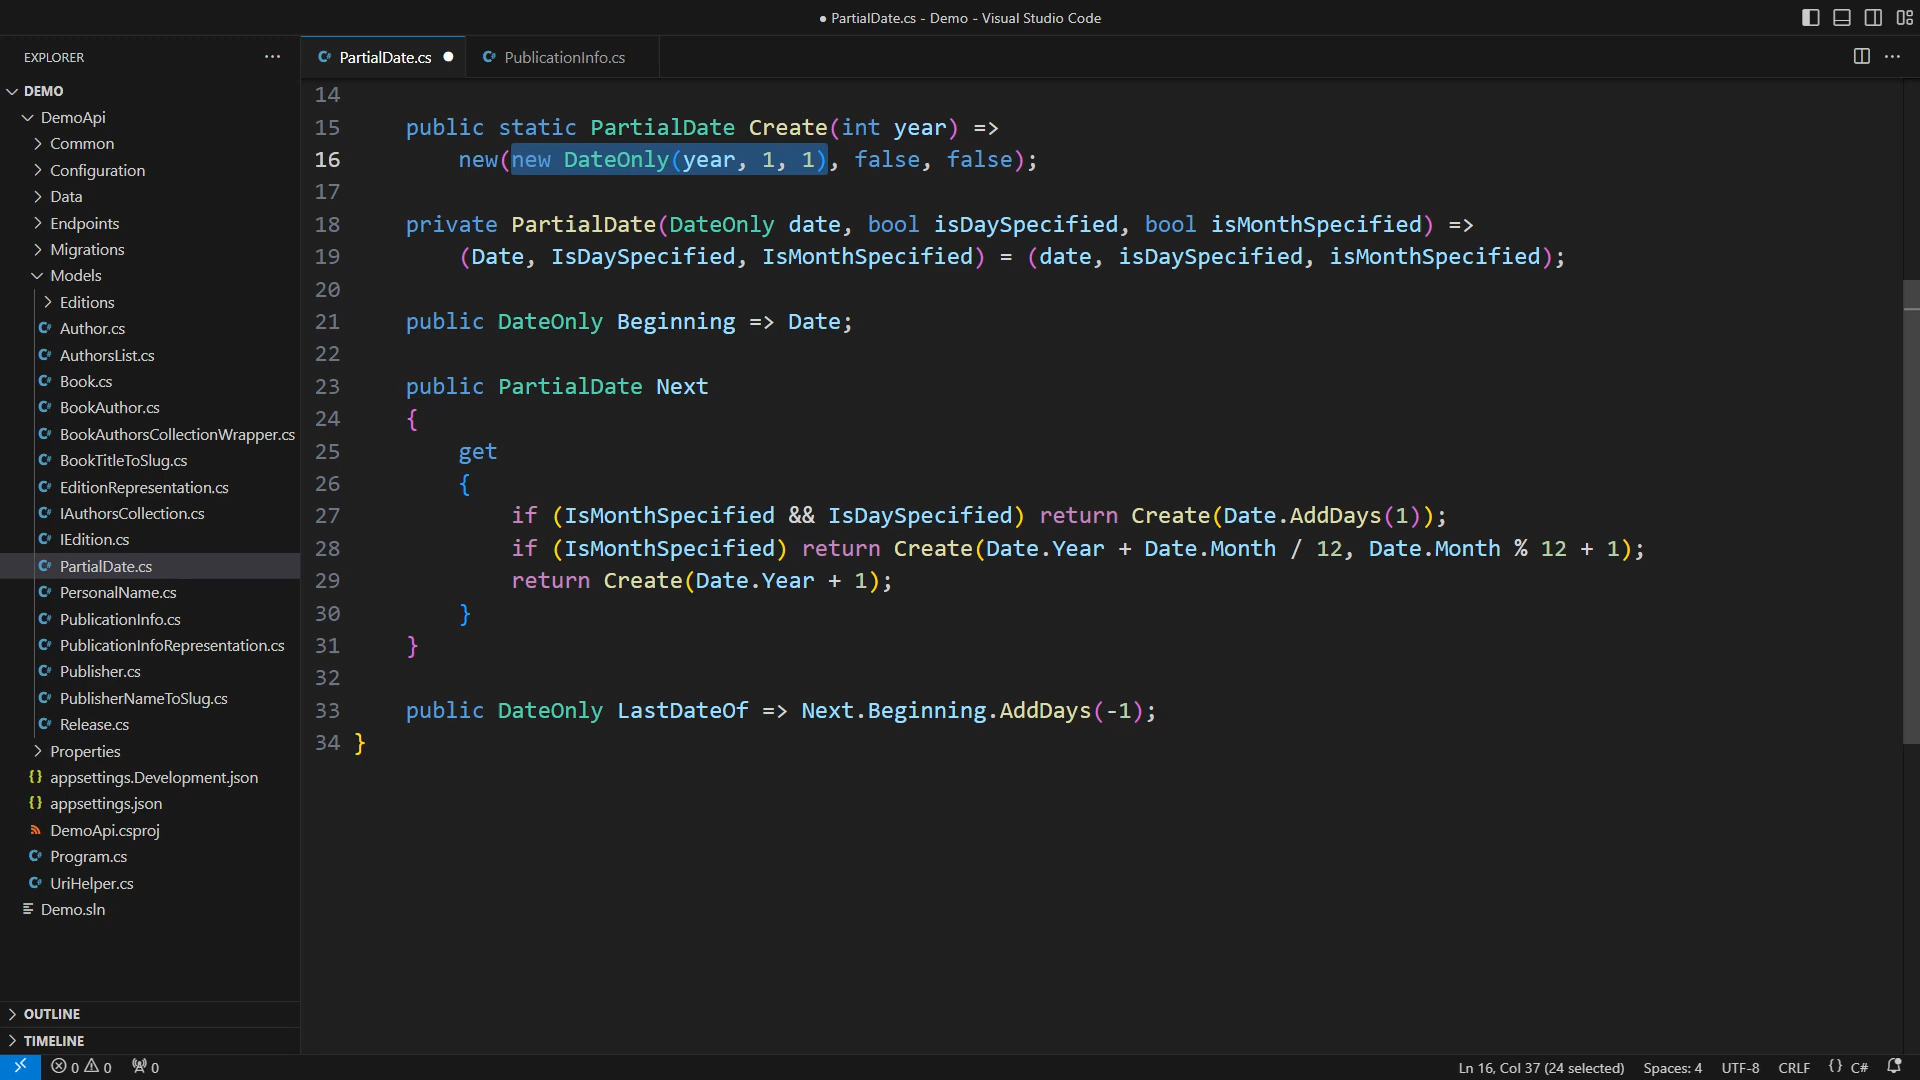 ● PartialDate.cs - Demo - Visual Studio Code
EXPLORER
PartialDate.cs
PublicationInfo.cs
DEMO
DemoApi
Common
Configuration
Data
Endpoints
Migrations
Models
Editions
Author.cs
AuthorsList.cs
Book.cs
BookAuthor.cs
BookAuthorsCollectionWrapper.cs
BookTitleToSlug.cs
EditionRepresentation.cs
IAuthorsCollection.cs
IEdition.cs
PartialDate.cs
PersonalName.cs
PublicationInfo.cs
PublicationInfoRepresentation.cs
Publisher.cs
PublisherNameToSlug.cs
Release.cs
Properties
appsettings.Development.json
appsettings.json
DemoApi.csproj
Program.cs
UriHelper.cs
Demo.sln
OUTLINE
TIMELINE
14
15 public static PartialDate Create(int year) =>
16 new(new DateOnly(year, 1, 1), false, false);
17
18 private PartialDate(DateOnly date, bool isDaySpecified, bool isMonthSpecified) =>
19 (Date, IsDaySpecified, IsMonthSpecified) = (date, isDaySpecified, isMonthSpecified);
20
21 public DateOnly Beginning => Date;
22
23 public PartialDate Next
24 {
25 get
26 {
27 if (IsMonthSpecified && IsDaySpecified) return Create(Date.AddDays(1));
28 if (IsMonthSpecified) return Create(Date.Year + Date.Month / 12, Date.Month % 12 + 1);
29 return Create(Date.Year + 1);
30 }
31 }
32
33 public DateOnly LastDateOf => Next.Beginning.AddDays(-1);
34 }
0 0 0
Ln 16, Col 37 (24 selected) Spaces: 4 UTF-8 CRLF {} C#